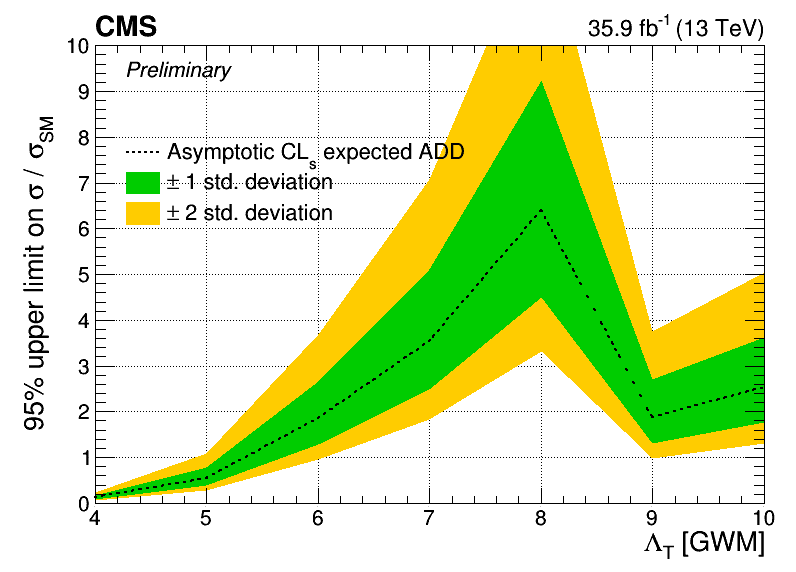 CMS
35.9 fb⁻¹ (13 TeV)
Preliminary
Asymptotic CLₛ expected ADD
± 1 std. deviation
± 2 std. deviation
95% upper limit on σ / σ_SM
10
9
8
7
6
5
4
3
2
1
0
4 5 6 7 8 9 10
Λ_T [GWM]